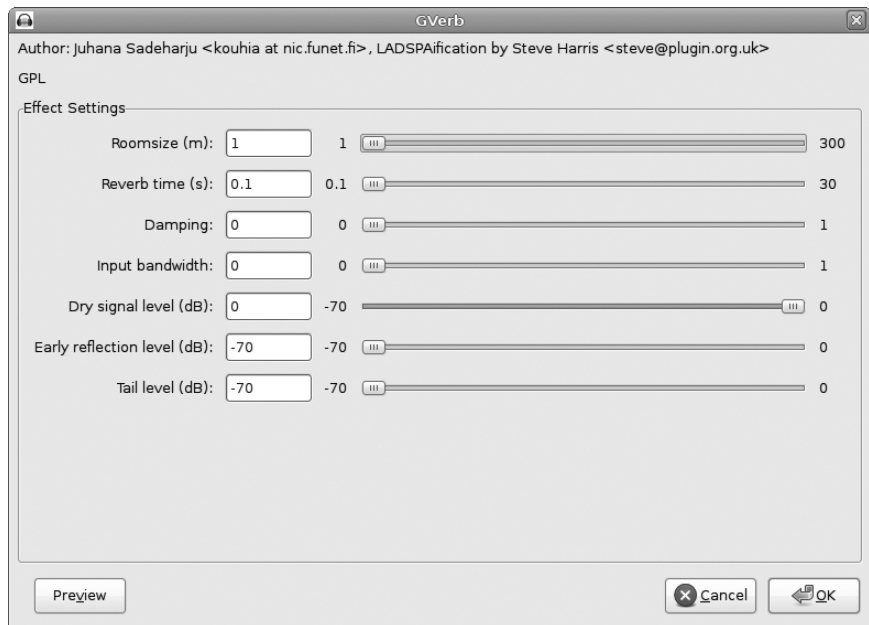 GVerb
Author: Juhana Sadeharju <kouhia at nic.funet.fi>, LADSPAification by Steve Harris <steve@plugin.org.uk>
GPL
Effect Settings
Roomsize (m): 1 1 300
Reverb time (s): 0.1 0.1 30
Damping: 0 0 1
Input bandwidth: 0 0 1
Dry signal level (dB): 0 -70 0
Early reflection level (dB): -70 -70 0
Tail level (dB): -70 -70 0
Preview Cancel OK